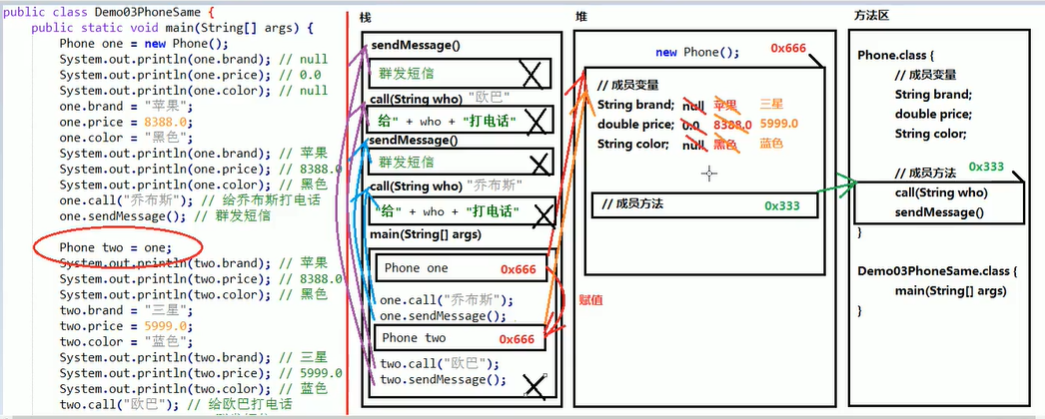 public class Demo03PhoneSame {
public static void main(String[] args) {
Phone one = new Phone();
System.out.println(one.brand); // null
System.out.println(one.price); // 0.0
System.out.println(one.color); // null
one.brand = "苹果";
one.price = 8388.0;
one.color = "黑色";
System.out.println(one.brand); // 苹果
System.out.println(one.price); // 8388.0
System.out.println(one.color); // 黑色
one.call("乔布斯"); // 给乔布斯打电话
one.sendMessage(); // 群发短信
Phone two = one;
System.out.println(two.brand); // 苹果
System.out.println(two.price); // 8388.0
System.out.println(two.color); // 黑色
two.brand = "三星";
two.price = 5999.0;
two.color = "蓝色";
System.out.println(two.brand); // 三星
System.out.println(two.price); // 5999.0
System.out.println(two.color); // 蓝色
two.call("欧巴"); // 给欧巴打电话
栈
sendMessage()
群发短信
call(String who) "欧巴"
给" + who + "打电话"
sendMessage()
群发短信
call(String who) "乔布斯"
给" + who + "打电话"
main(String[] args)
Phone one 0x666
one.call("乔布斯");
one.sendMessage();
Phone two 0x666
two.call("欧巴");
two.sendMessage();
赋值
堆
new Phone(); 0x666
// 成员变量
String brand; null 苹果 三星
double price; 0.0 8388.0 5999.0
String color; null 黑色 蓝色
// 成员方法 0x333
方法区
Phone.class {
// 成员变量
String brand;
double price;
String color;
// 成员方法 0x333
call(String who)
sendMessage()
}
Demo03PhoneSame.class {
main(String[] args)
}